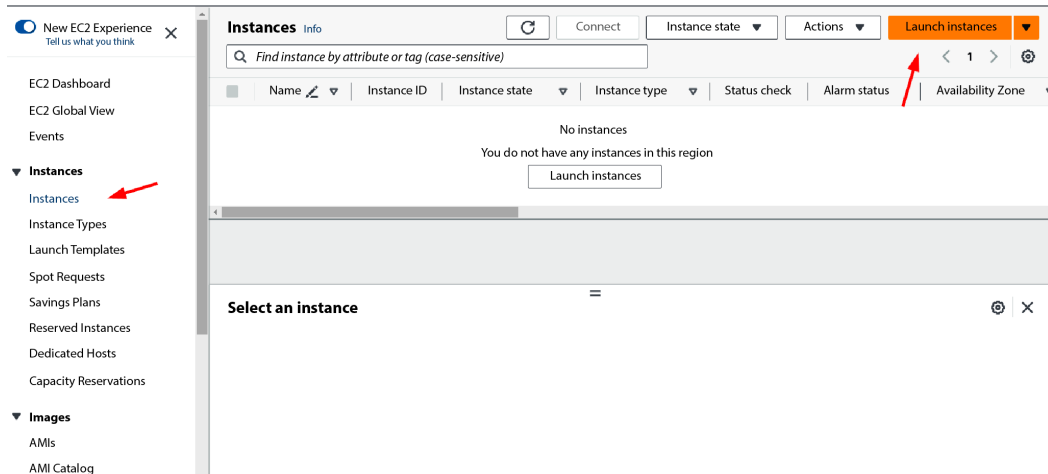 New EC2 Experience
Tell us what you think
EC2 Dashboard
EC2 Global View
Events
Instances
Instances
Instance Types
Launch Templates
Spot Requests
Savings Plans
Reserved Instances
Dedicated Hosts
Capacity Reservations
Images
AMIs
AMI Catalog
Instances Info Connect Instance state Actions Launch instances
Find instance by attribute or tag (case-sensitive) 1
Name Instance ID Instance state Instance type Status check Alarm status Availability Zone
No instances
You do not have any instances in this region
Launch instances
Select an instance